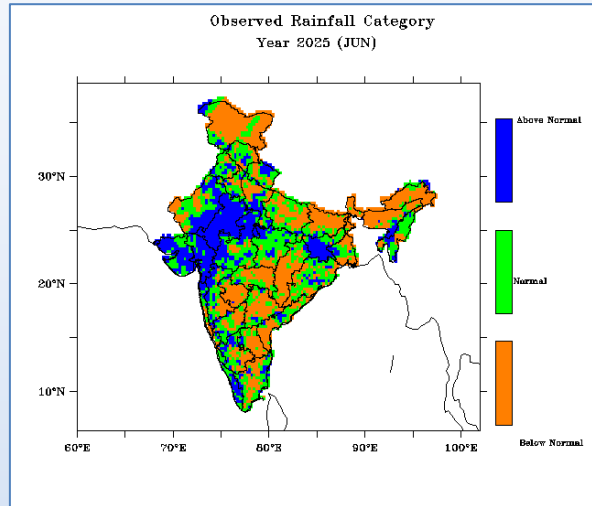 Observed Rainfall Category
Year 2025 (JUN)
Above Normal
30°N
Normal
20°N
10°N
Below Normal
60°E 70°E 80°E 90°E 100°E